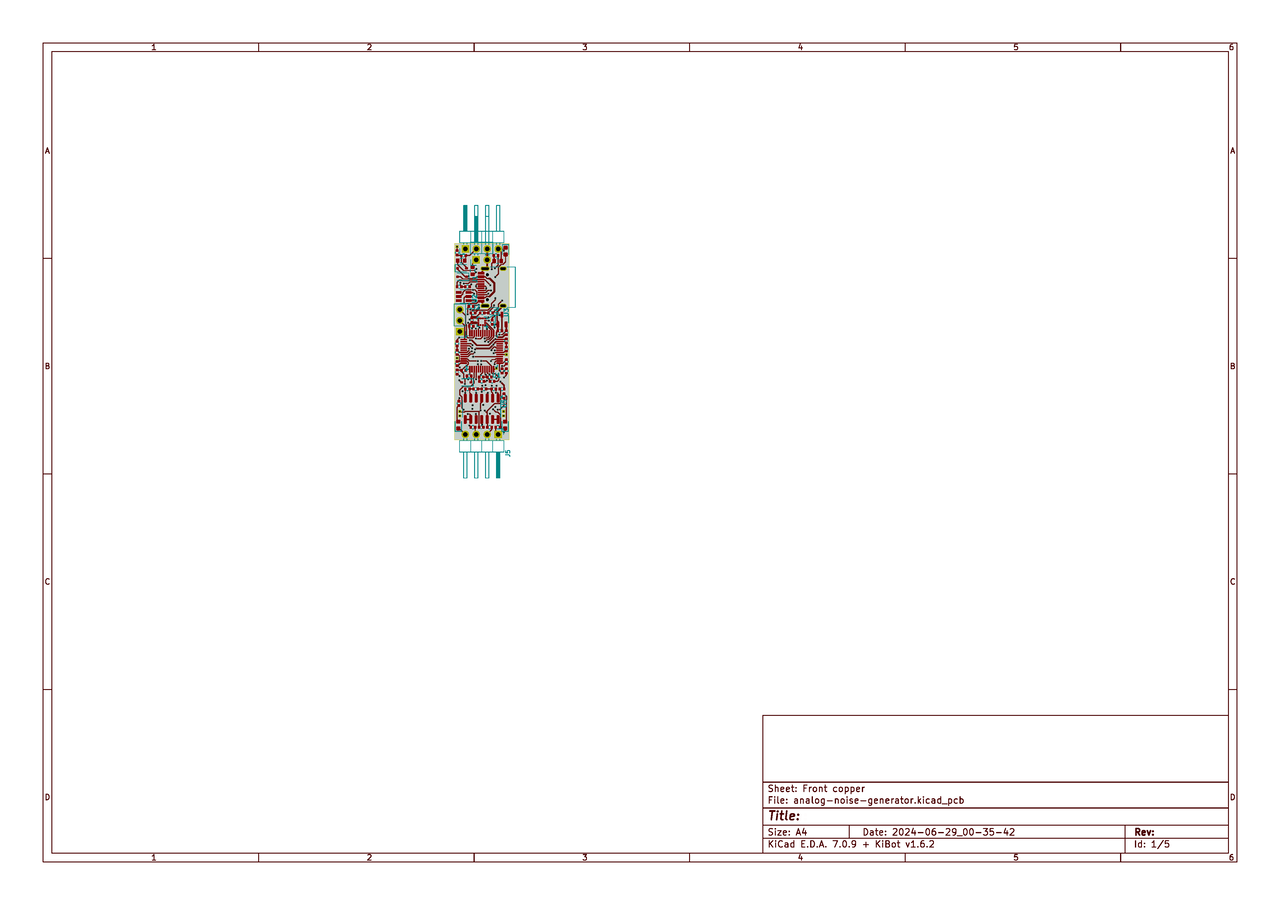 1 2 3 4 5 6
A A
B B
J5
C C
D D
Sheet: Front copper
File: analog-noise-generator.kicad_pcb
Title:
Size: A4 Date: 2024-06-29_00-35-42 Rev:
KiCad E.D.A. 7.0.9 + KiBot v1.6.2 Id: 1/5
1 2 3 4 5 6